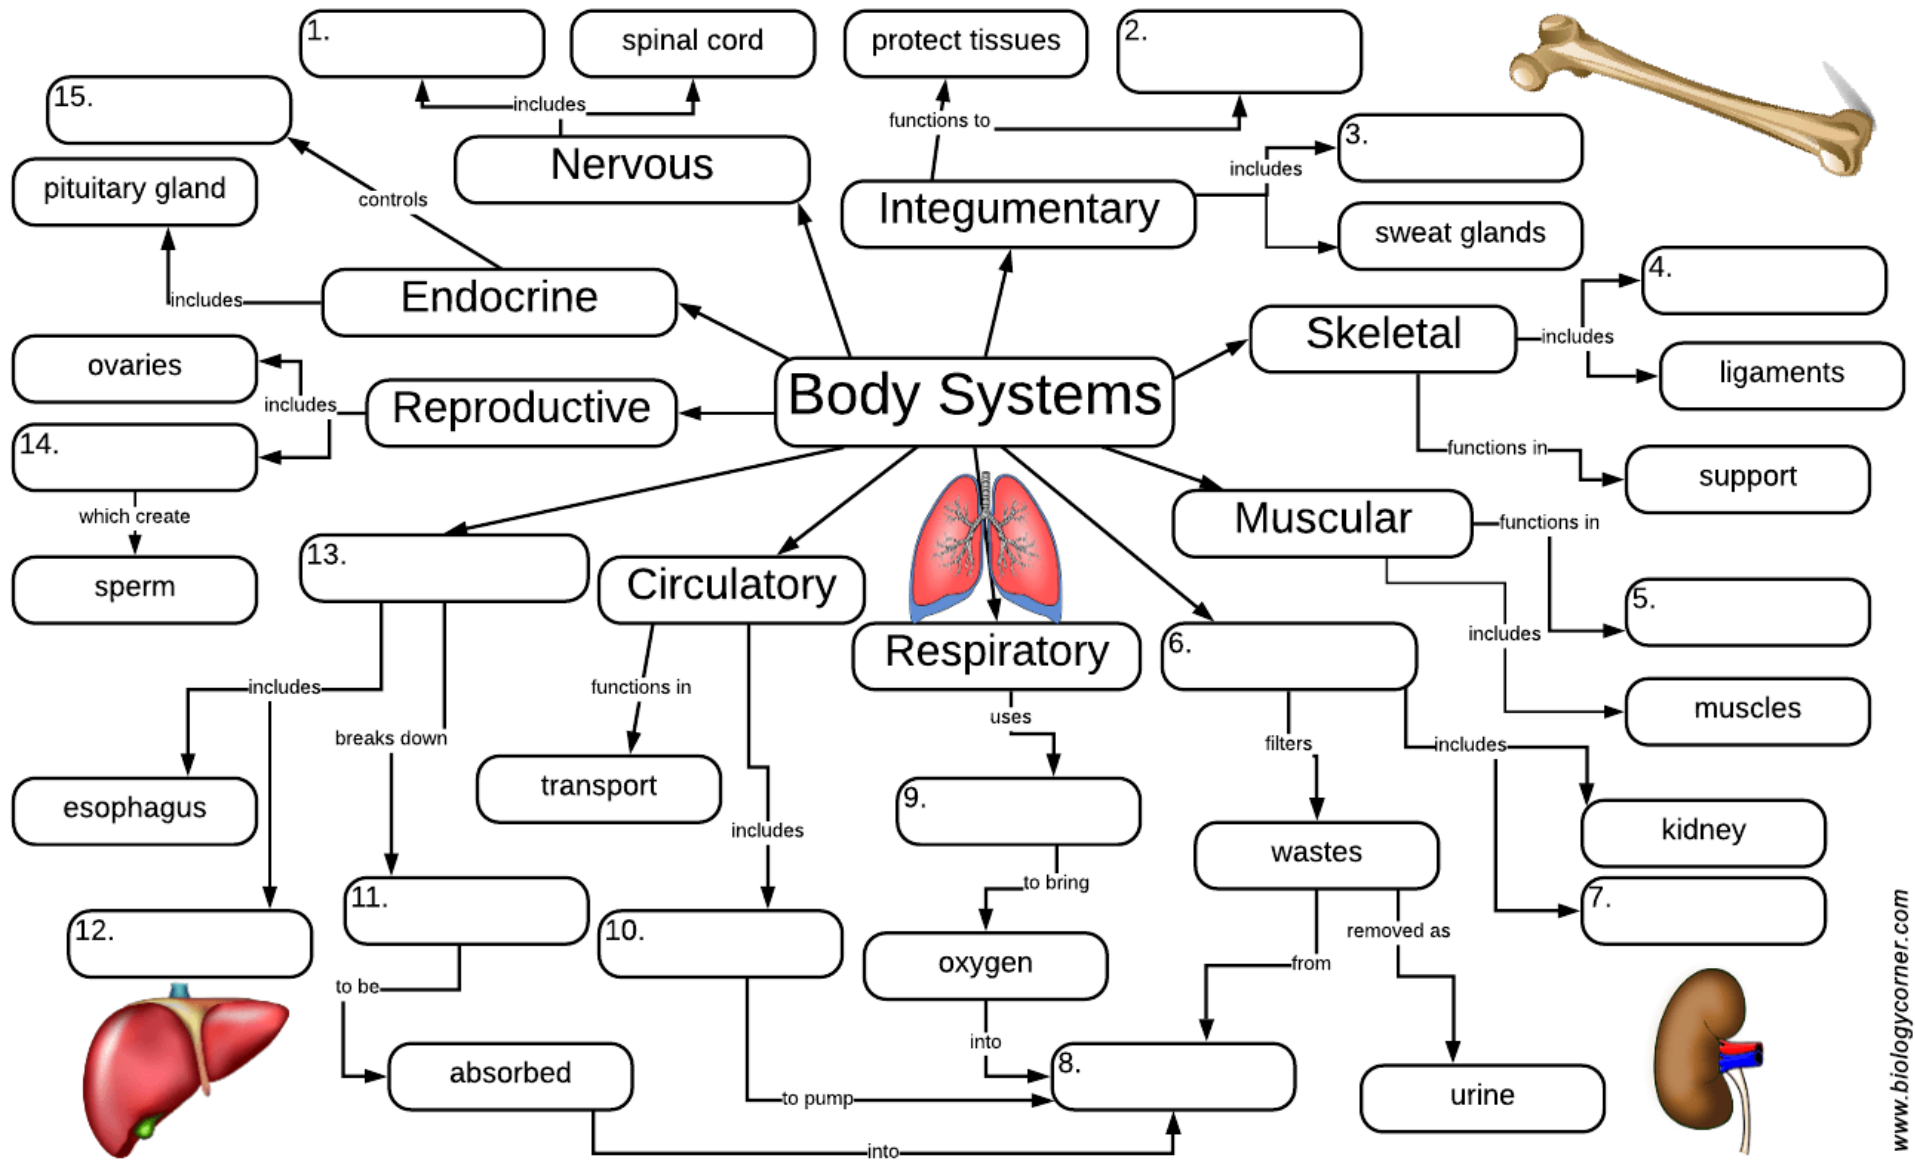 1.
spinal cord
protect tissues
2.
15.
includes
functions to
3.
Nervous
includes
pituitary gland
controls
Integumentary
sweat glands
4.
includes
Endocrine
Skeletal
includes
ovaries
ligaments
includes
Reproductive
Body Systems
14.
functions in
support
which create
Muscular
functions in
13.
sperm
Circulatory
5.
includes
Respiratory
6.
includes
functions in
uses
muscles
breaks down
filters
includes
esophagus
transport
9.
includes
kidney
wastes
to bring
11.
7.
12.
10.
removed as
oxygen
from
to be
into
absorbed
8.
urine
to pump
into
www.biologycorner.com